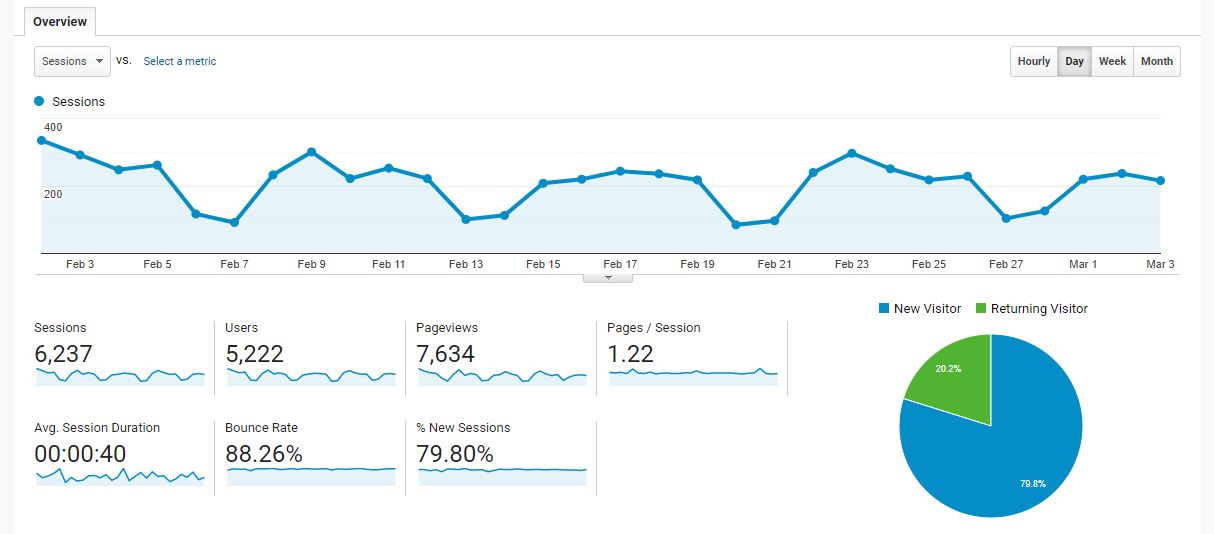 Overview
Sessions vs. Select a metric Hourly Day Week Month
Sessions
400
200
Feb 3 Feb 5 Feb 7 Feb 9 Feb 11 Feb 13 Feb 15 Feb 17 Feb 19 Feb 21 Feb 23 Feb 25 Feb 27 Mar 1 Mar 3
New Visitor Returning Visitor
Sessions Users Pageviews Pages / Session
6,237 5,222 7,634 1.22
20.2%
Avg. Session Duration Bounce Rate % New Sessions
00:00:40 88.26% 79.80%
79.8%